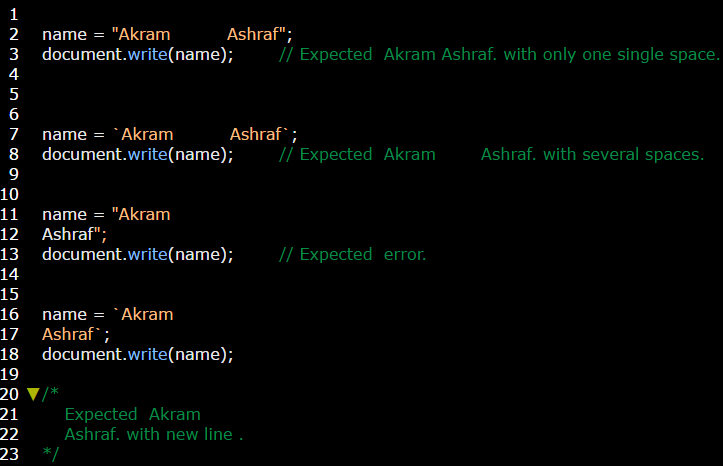 1
2 name = "Akram           Ashraf";
3 document.write(name);         // Expected  Akram Ashraf. with only one single space.
4
5
6
7 name = `Akram           Ashraf`;
8 document.write(name);         // Expected  Akram         Ashraf. with several spaces.
9
10
11 name = "Akram
12 Ashraf";
13 document.write(name);         // Expected  error.
14
15
16 name = `Akram
17 Ashraf`;
18 document.write(name);
19
20 ▼/*
21     Expected  Akram
22     Ashraf. with new line .
23 */